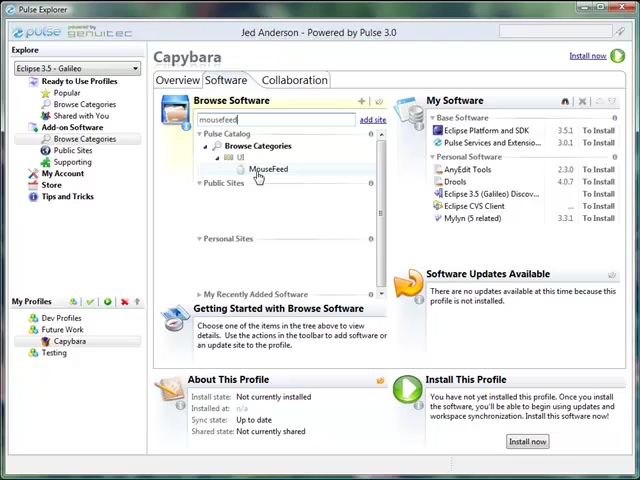 Pulse Explorer
pulse powered by genuitec
Jed Anderson - Powered by Pulse 3.0
Explore
Eclipse 3.5 - Galileo
Ready to Use Profiles
Popular
Browse Categories
Shared with You
Add-on Software
Browse Categories
Public Sites
Supporting
My Account
Store
Tips and Tricks
My Profiles
Dev Profiles
Future Work
Capybara
Testing
Capybara
Install now
Overview
Software
Collaboration
Browse Software
mousefeed
add site
Pulse Catalog
Browse Categories
UI
MouseFeed
Public Sites
Personal Sites
My Recently Added Software
Getting Started with Browse Software
Choose one of the items in the tree above to view
details. Use the actions in the toolbar to add software or
an update site to the profile.
My Software
Base Software
Eclipse Platform and SDK 3.5.1 To Install
Pulse Services and Extensio... 3.0.1 To Install
Personal Software
AnyEdit Tools 2.3.0 To Install
Drools 4.0.7 To Install
Eclipse 3.5 (Galileo) Discov... To Install
Eclipse CVS Client ... To Install
Mylyn (5 related) 3.3.1 To Install
Software Updates Available
There are no updates available at this time because this
profile is not installed.
About This Profile
Install state: Not currently installed
Installed at: n/a
Sync state: Up to date
Shared state: Not currently shared
Install This Profile
You have not yet installed this profile. Once you install
the software, you'll be able to begin using updates and
workspace synchronization. Install this software now!
Install now